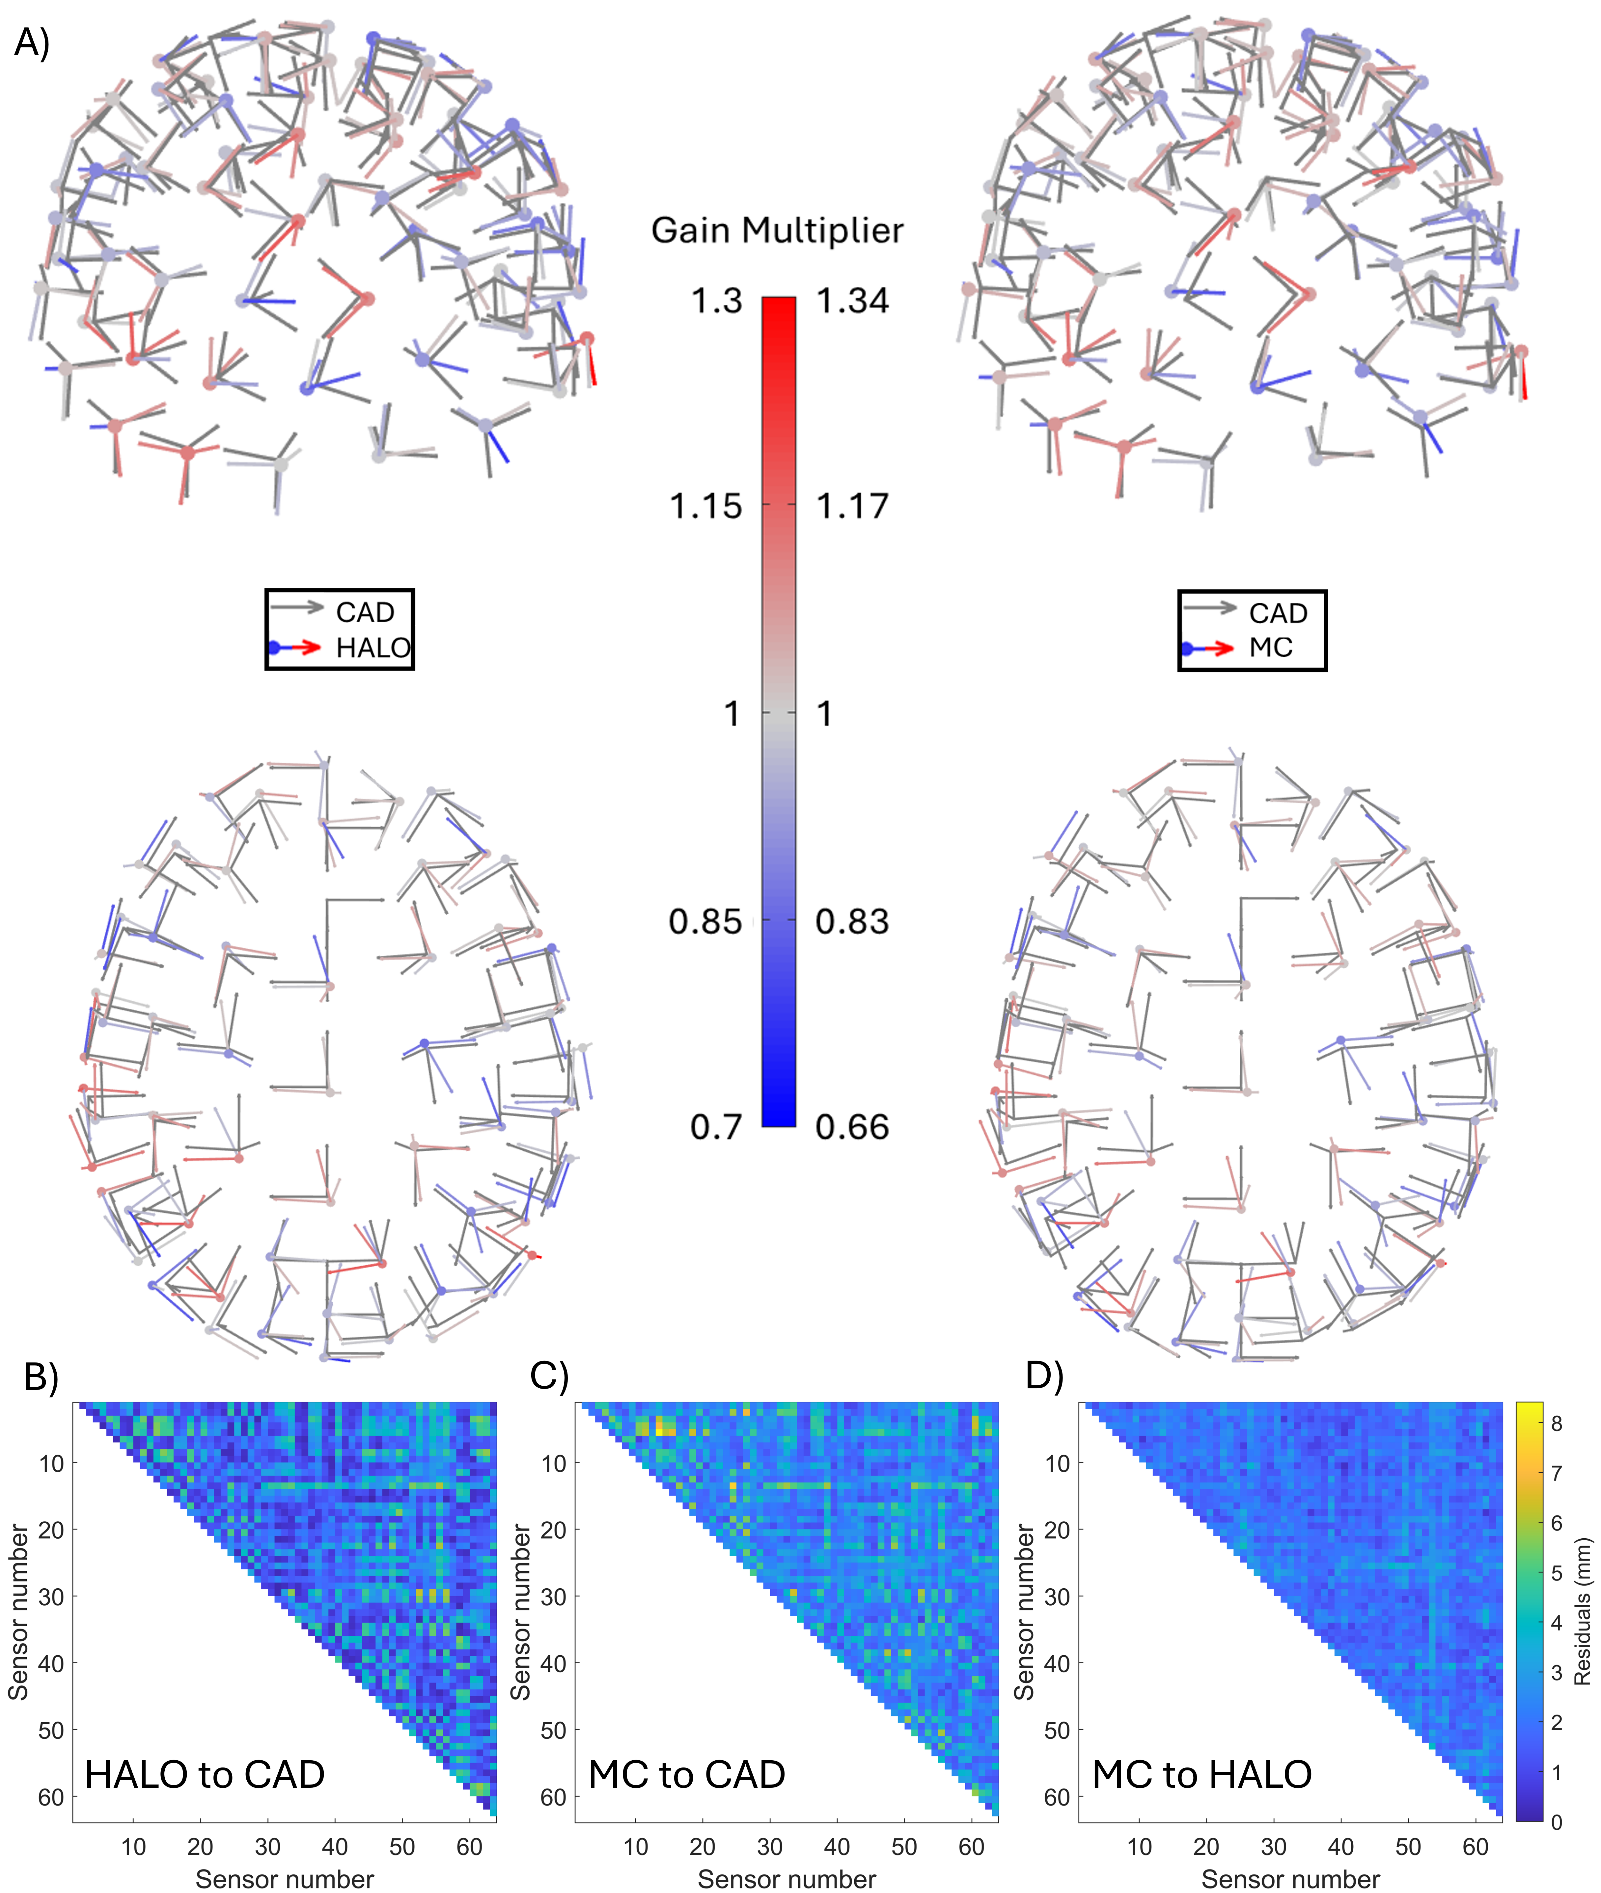 A)
Gain Multiplier
1.3 1.34
1.15 1.17
CAD
HALO
CAD
MC
1 1
0.85 0.83
0.7 0.66
B)
C)
D)
10
20
30
40
50
60
Sensor number
HALO to CAD
10 20 30 40 50 60
Sensor number
10
20
30
40
50
60
Sensor number
MC to CAD
10 20 30 40 50 60
Sensor number
10
20
30
40
50
60
Sensor number
MC to HALO
10 20 30 40 50 60
Sensor number
8
7
6
5
4
3
2
1
0
Residuals (mm)